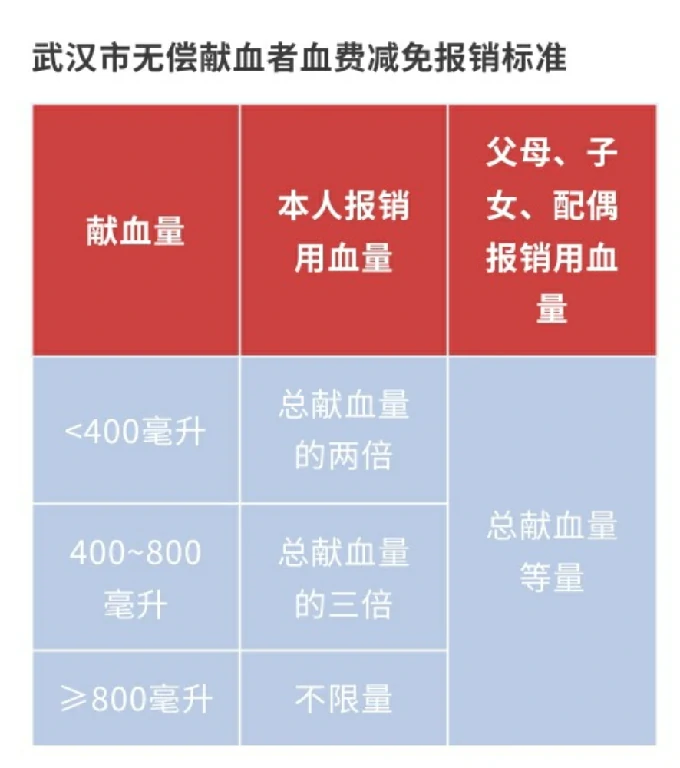 武汉市无偿献血者血费减免报销标准
献血量
本人报销
用血量
父母、子
女、配偶
报销用血
量
<400毫升
总献血量
的两倍
总献血量
等量
400~800
毫升
总献血量
的三倍
≥800毫升
不限量